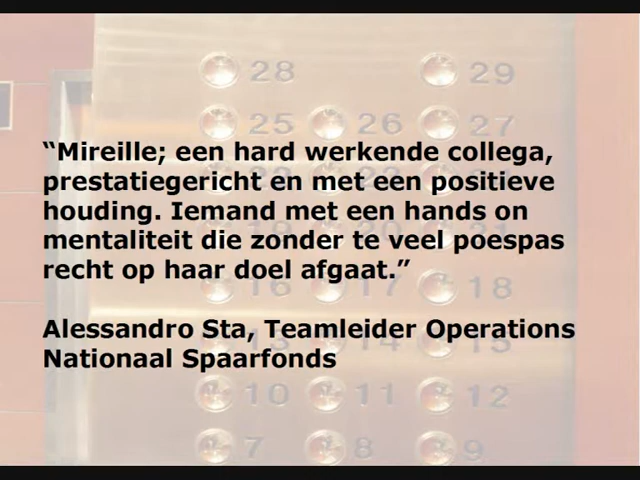 28 29
25 26 27
“Mireille; een hard werkende collega,
prestatiegericht en met een positieve
houding. Iemand met een hands on
mentaliteit die zonder te veel poespas
recht op haar doel afgaat.”
16 17 18
Alessandro Sta, Teamleider Operations
13 14 15
Nationaal Spaarfonds
10 11 12
7 8 9